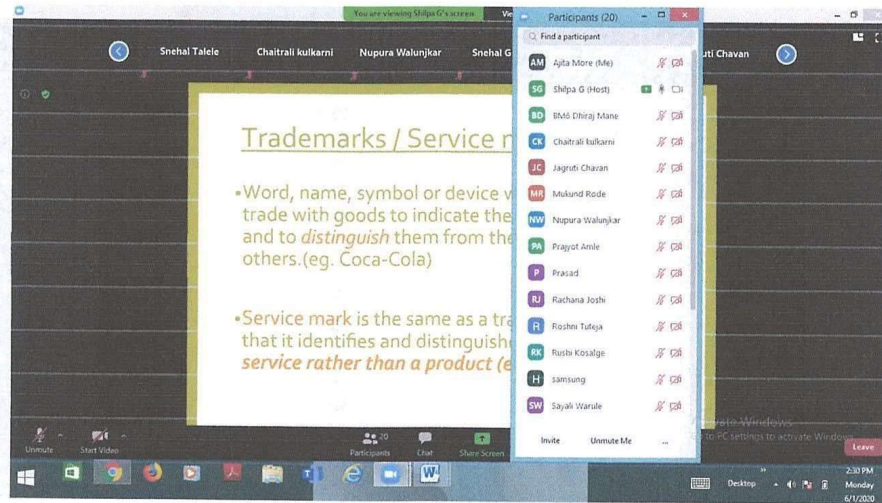 You are viewing Shilpa G's screen
Participants (20)
Find a participant
Snehal Talele
Chaitrali kulkarni
Nupura Walunjkar
Snehal G
uti Chavan
AM Ajita More (Me)
SG Shilpa G (Host)
BD BM6 Dhiraj Mane
CK Chaitrali kulkarni
JC Jagruti Chavan
MR Mukund Rode
NW Nupura Walunjkar
PA Prajyot Amle
P Prasad
RJ Rachana Joshi
R Roshni Tuteja
RK Rushi Kosalge
H samsung
SW Sayali Warule
Invite Unmute Me ...
Trademarks / Service m
•Word, name, symbol or device w
trade with goods to indicate the
and to distinguish them from the
others.(eg. Coca-Cola)
•Service mark is the same as a tra
that it identifies and distinguish
service rather than a product (e
vate Windows
to PC settings to activate Windows
Unmute
Start Video
20
Participants
Chat
Share Screen
Leave
Desktop
2:30 PM
Monday
6/1/2020